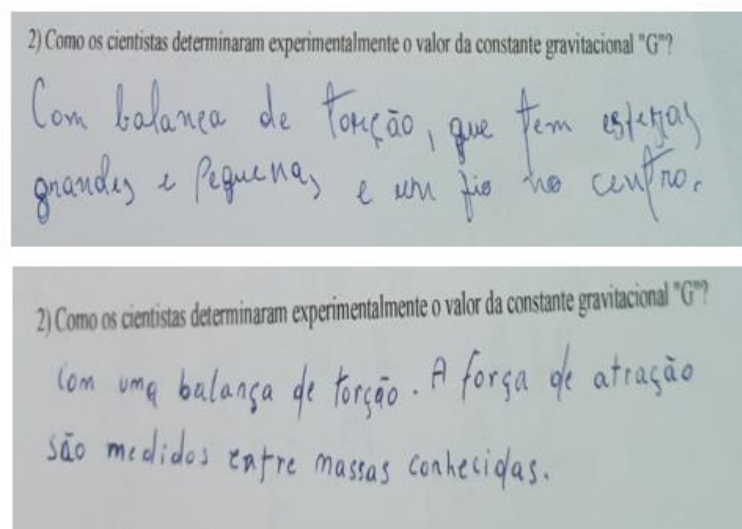 2) Como os cientistas determinaram experimentalmente o valor da constante gravitacional "G"?
Com balança de torção, que tem esferas
grandes e pequenas e um fio no centro.
2) Como os cientistas determinaram experimentalmente o valor da constante gravitacional "G"?
Com uma balança de torção. A força de atração
são medidos entre massas conhecidas.